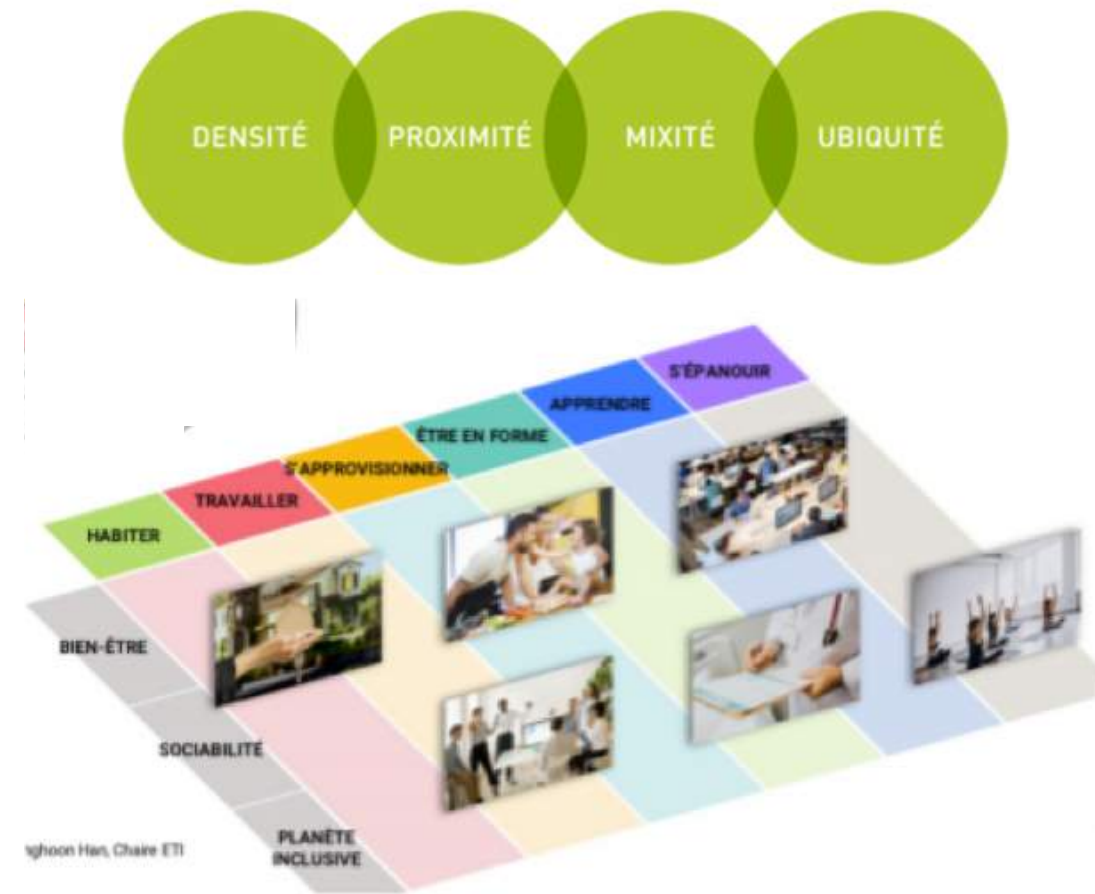 DENSITÉ PROXIMITÉ MIXITÉ UBIQUITÉ
S'ÉPANOUIR
APPRENDRE
ÊTRE EN FORME
S'APPROVISIONNER
TRAVAILLER
HABITER
BIEN-ÊTRE
SOCIABILITÉ
PLANÈTE
INCLUSIVE
Han, Chaire ETI